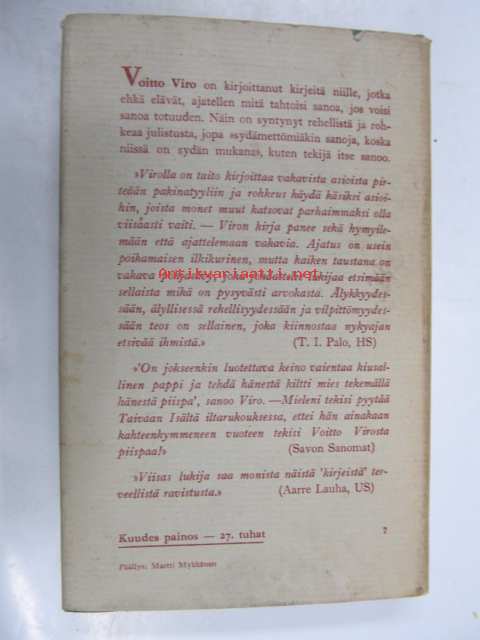 Voitto Viro on kirjoittanut kirjeitä niille, jotka
ehkä elävät, ajatellen mitä tahtoisi sanoa, jos voisi
sanoa totuuden. Näin on syntynyt rehellistä ja roh-
keaa julistusta, jopa »sydämettömiäkin sanoja, koska
niissä on sydän mukana», kuten tekijä itse sanoo.
»Virolla on taito kirjoittaa vakavista asioista pir-
teään pakinatyyliin ja rohkeus käydä käsiksi asioi-
hin, joista monet muut katsovat parhaimmaksi olla
viisaasti vaiti. — Viron kirja panee sekä hymyile-
mään että ajattelemaan vakavia. Ajatus on usein
poikamaisen ilkikurinen, mutta kaiken taustana on
vakava lukijaa etsimään
antikvariaatti.net
sellaista mikä on pysyvästi arvokasta. Älykkyydes-
sään, älyllisessä rehellisyydessään ja vilpittömyydes-
sään teos on sellainen, joka kiinnostaa nykyajan
etsivää ihmistä.» (T. I. Palo, HS)
»'On jokseenkin luotettava keino vaientaa kiusal-
linen pappi ja tehdä hänestä kiltti mies tekemällä
hänestä piispa', sanoo Viro. —Mieleni tekisi pyytää
Taivaan Isältä iltarukouksessa, ettei hän ainakaan
kahteenkymmeneen vuoteen tekisi Voitto Virosta
piispaa!» (Savon Sanomat)
»Viisas lukija saa monista näistä 'kirjeistä' ter-
veellistä ravistusta.» (Aarre Lauha, US)
Kuudes painos — 27. tuhat
7
Päällys: Martti Mykkänen